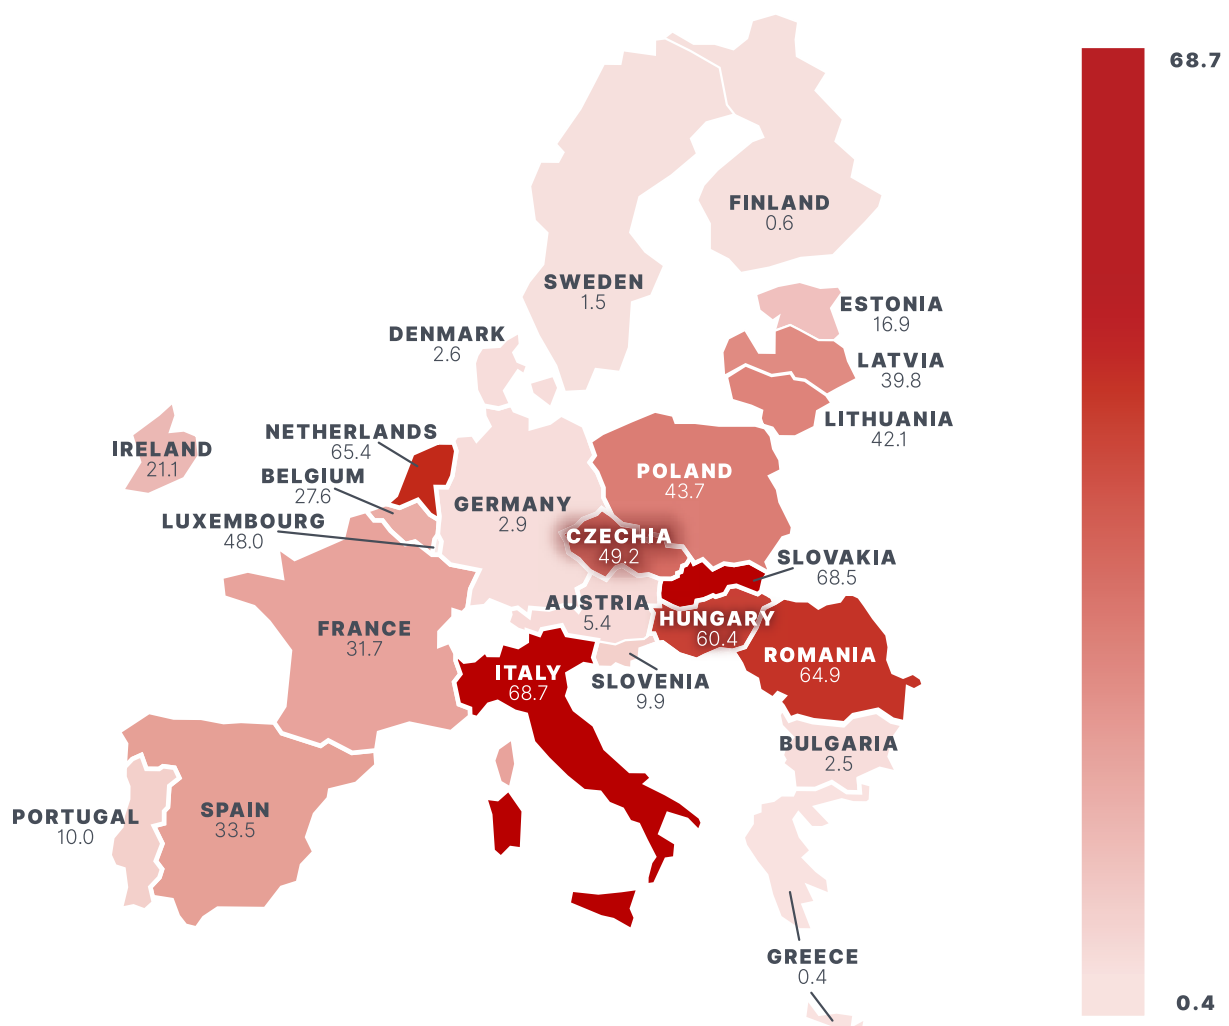 68.7
FINLAND
0.6
SWEDEN
1.5
ESTONIA
16.9
DENMARK
2.6
LATVIA
39.8
LITHUANIA
42.1
NETHERLANDS
65.4
IRELAND
21.1
BELGIUM
27.6
POLAND
43.7
GERMANY
2.9
LUXEMBOURG
48.0
CZECHIA
49.2
SLOVAKIA
68.5
AUSTRIA
5.4
HUNGARY
60.4
FRANCE
31.7
ROMANIA
64.9
ITALY
68.7
SLOVENIA
9.9
BULGARIA
2.5
SPAIN
33.5
PORTUGAL
10.0
GREECE
0.4
0.4